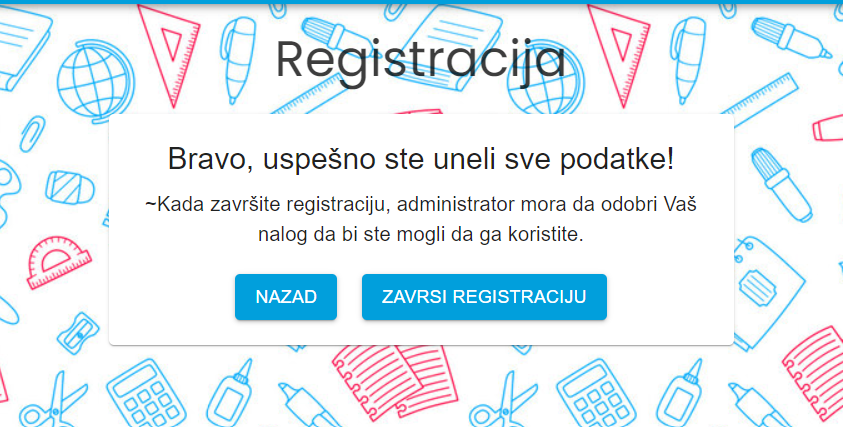 Registracija
Bravo, uspešno ste uneli sve podatke!
~Kada završite registraciju, administrator mora da odobri Vaš
nalog da bi ste mogli da ga koristite.
NAZAD
ZAVRSI REGISTRACIJU